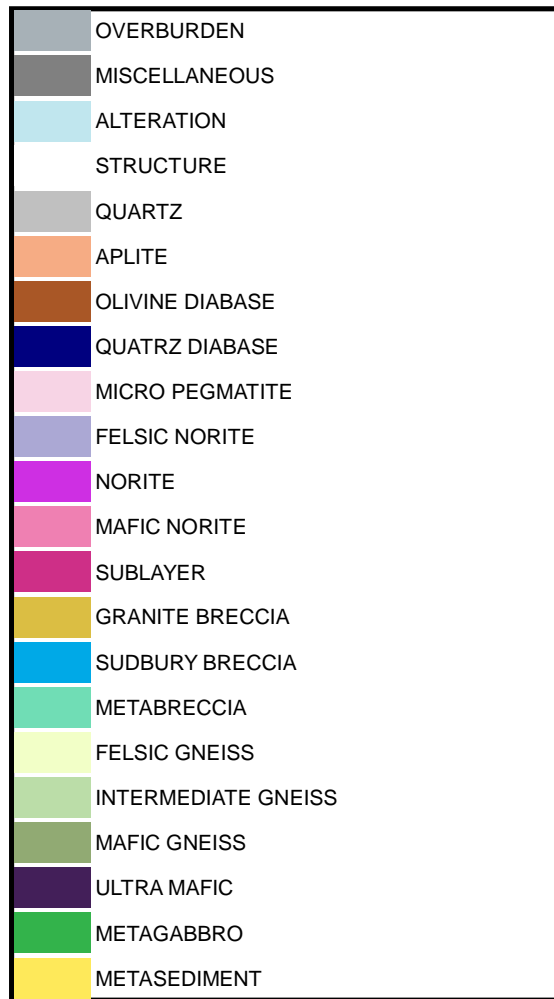 OVERBURDEN
MISCELLANEOUS
ALTERATION
STRUCTURE
QUARTZ
APLITE
OLIVINE DIABASE
QUATRZ DIABASE
MICRO PEGMATITE
FELSIC NORITE
NORITE
MAFIC NORITE
SUBLAYER
GRANITE BRECCIA
SUDBURY BRECCIA
METABRECCIA
FELSIC GNEISS
INTERMEDIATE GNEISS
MAFIC GNEISS
ULTRA MAFIC
METAGABBRO
METASEDIMENT